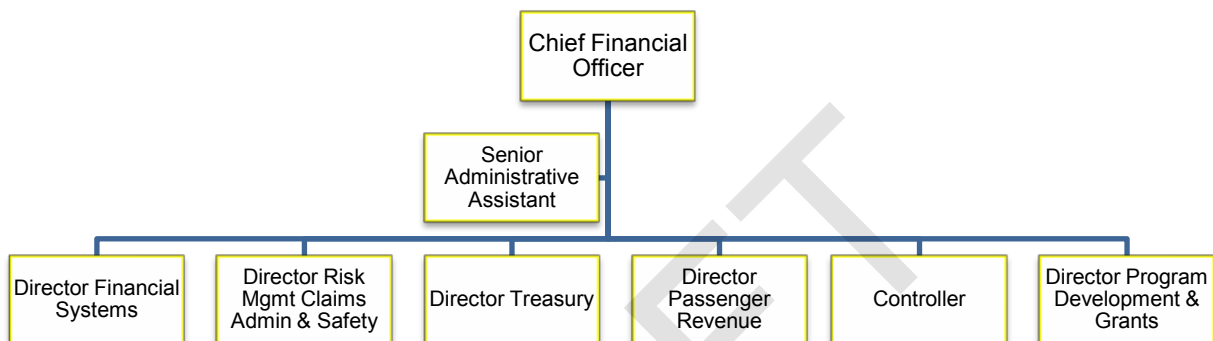 Chief Financial
Officer
Senior
Administrative
Assistant
Director Financial
Systems
Director Risk
Mgmt Claims
Admin & Safety
Director Treasury
Director
Passenger
Revenue
Controller
Director Program
Development &
Grants